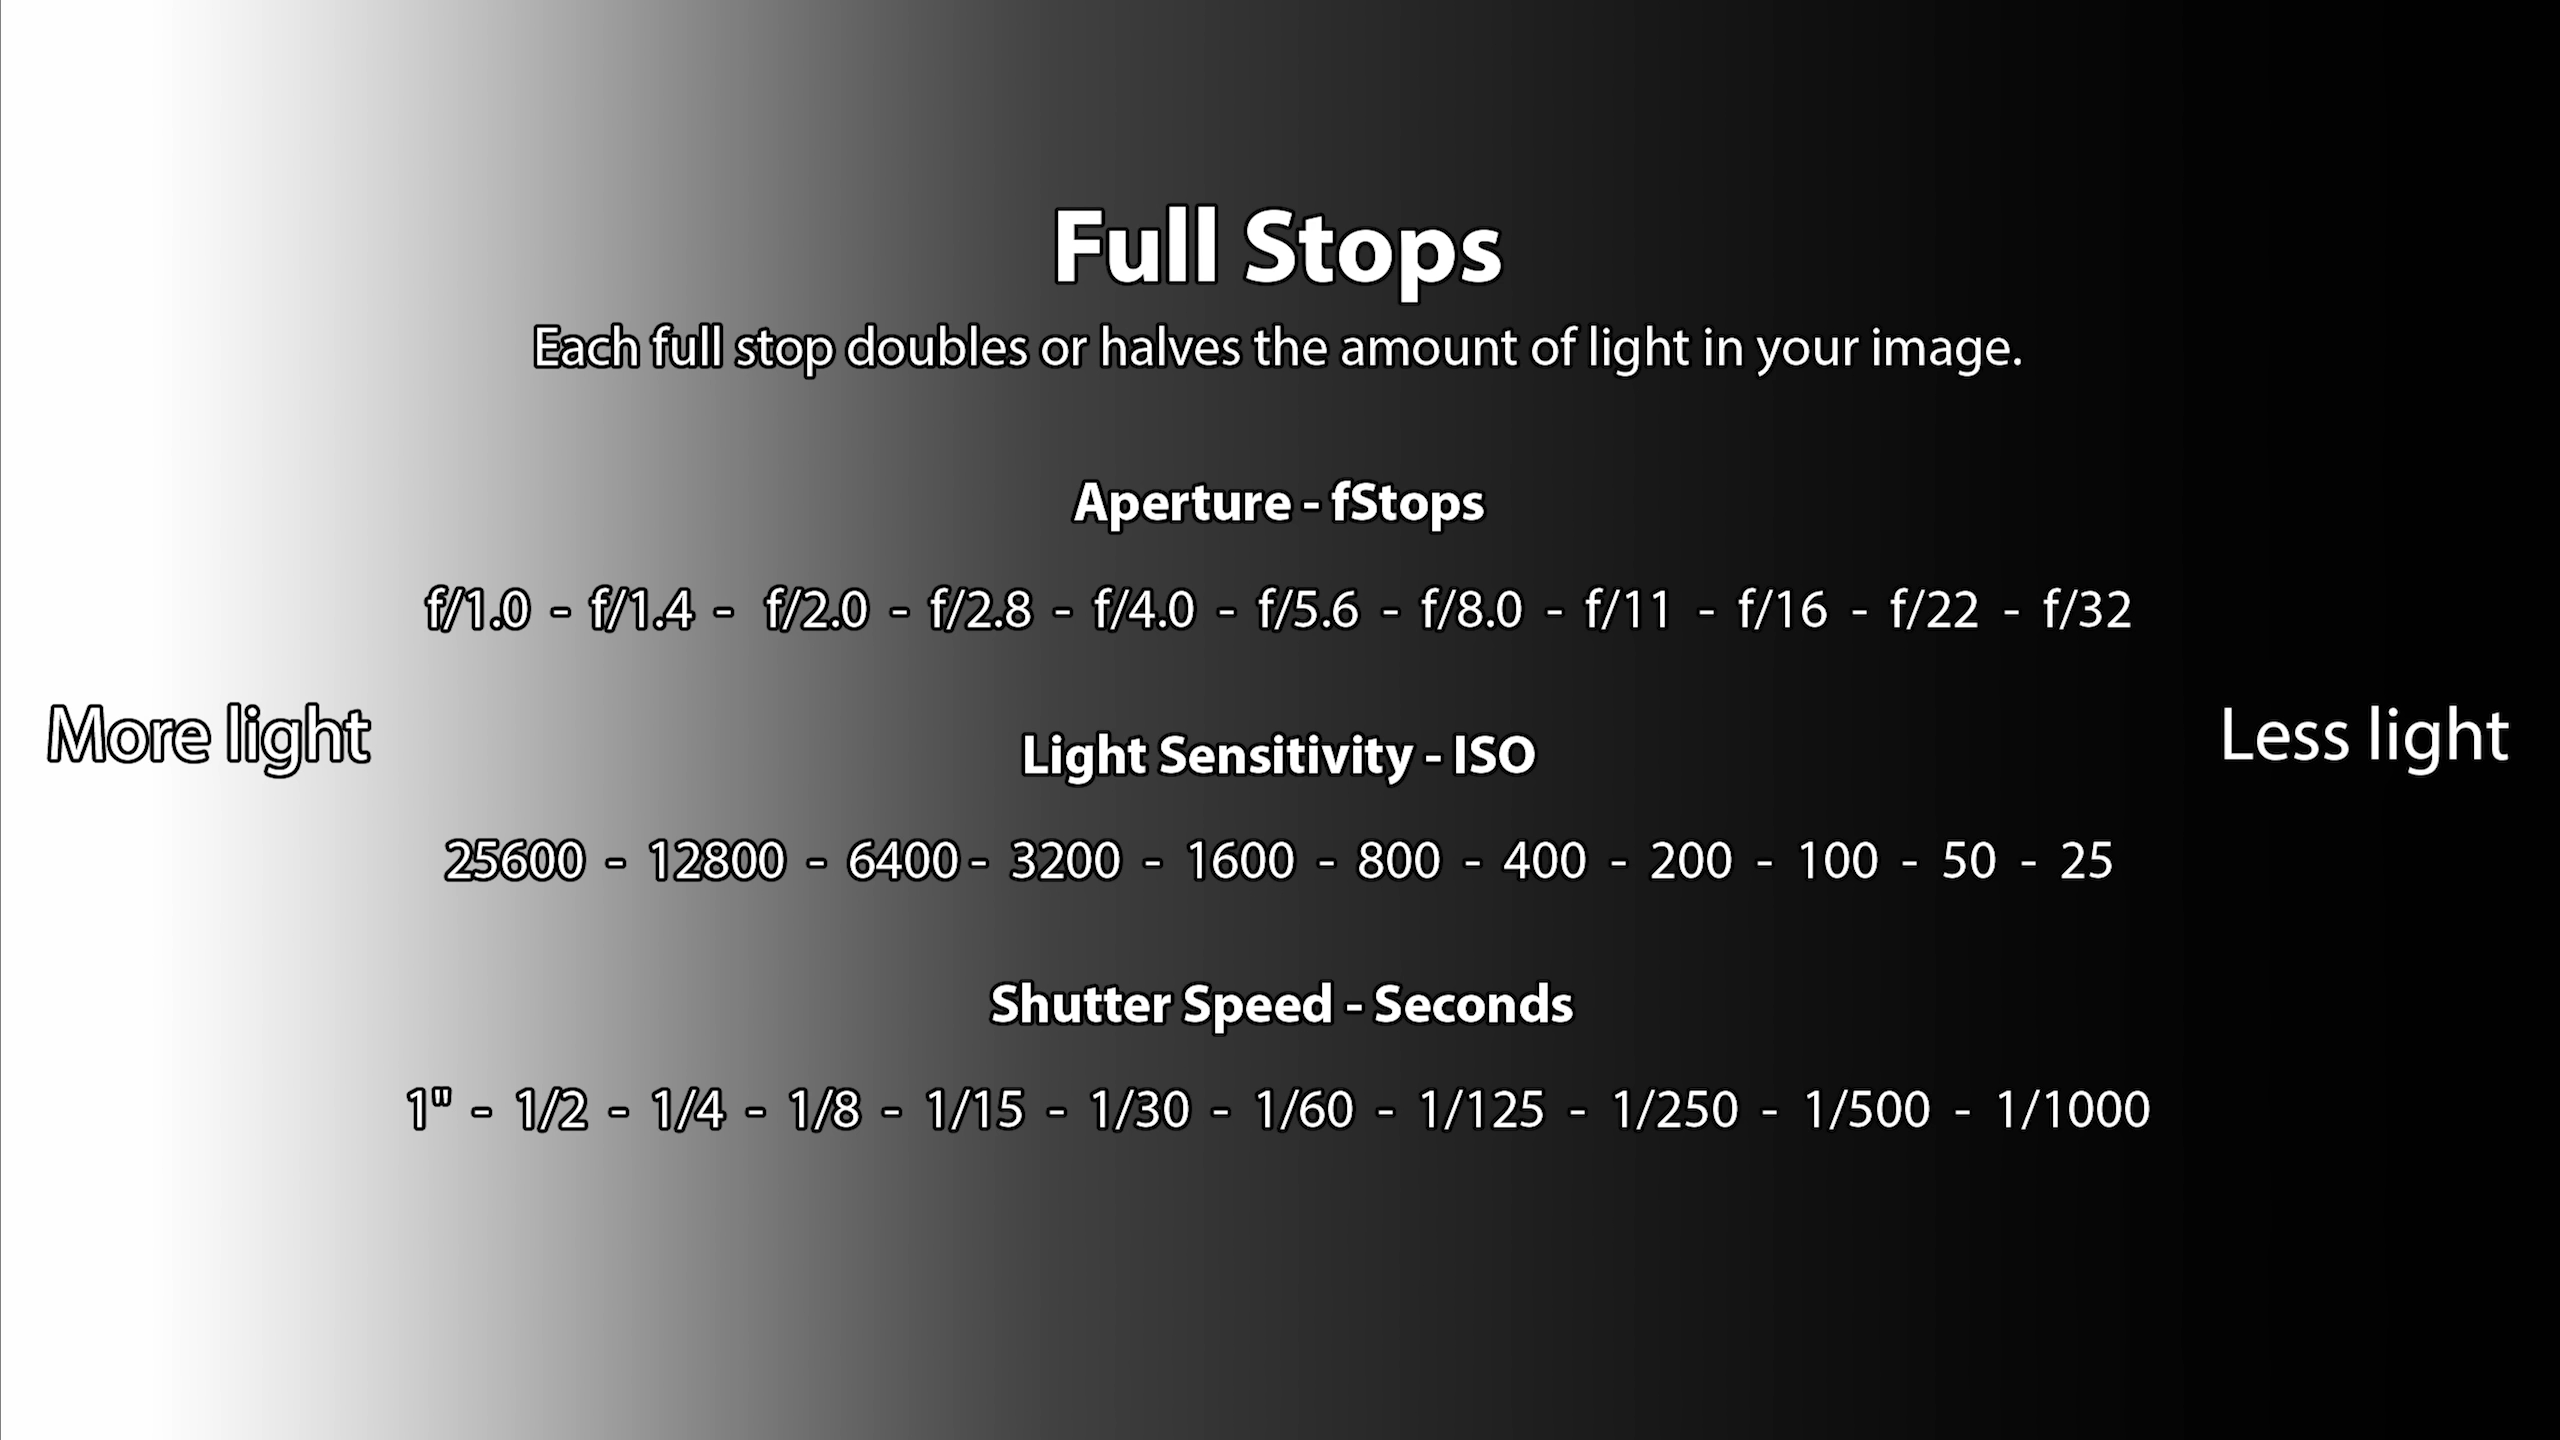 Full Stops
Each full stop doubles or halves the amount of light in your image.
Aperture - fStops
f/1.0 - f/1.4 - f/2.0 - f/2.8 - f/4.0 - f/5.6 - f/8.0 - f/11 - f/16 - f/22 - f/32
More light
Less light
Light Sensitivity - ISO
25600 - 12800 - 6400 - 3200 - 1600 - 800 - 400 - 200 - 100 - 50 - 25
Shutter Speed - Seconds
1" - 1/2 - 1/4 - 1/8 - 1/15 - 1/30 - 1/60 - 1/125 - 1/250 - 1/500 - 1/1000